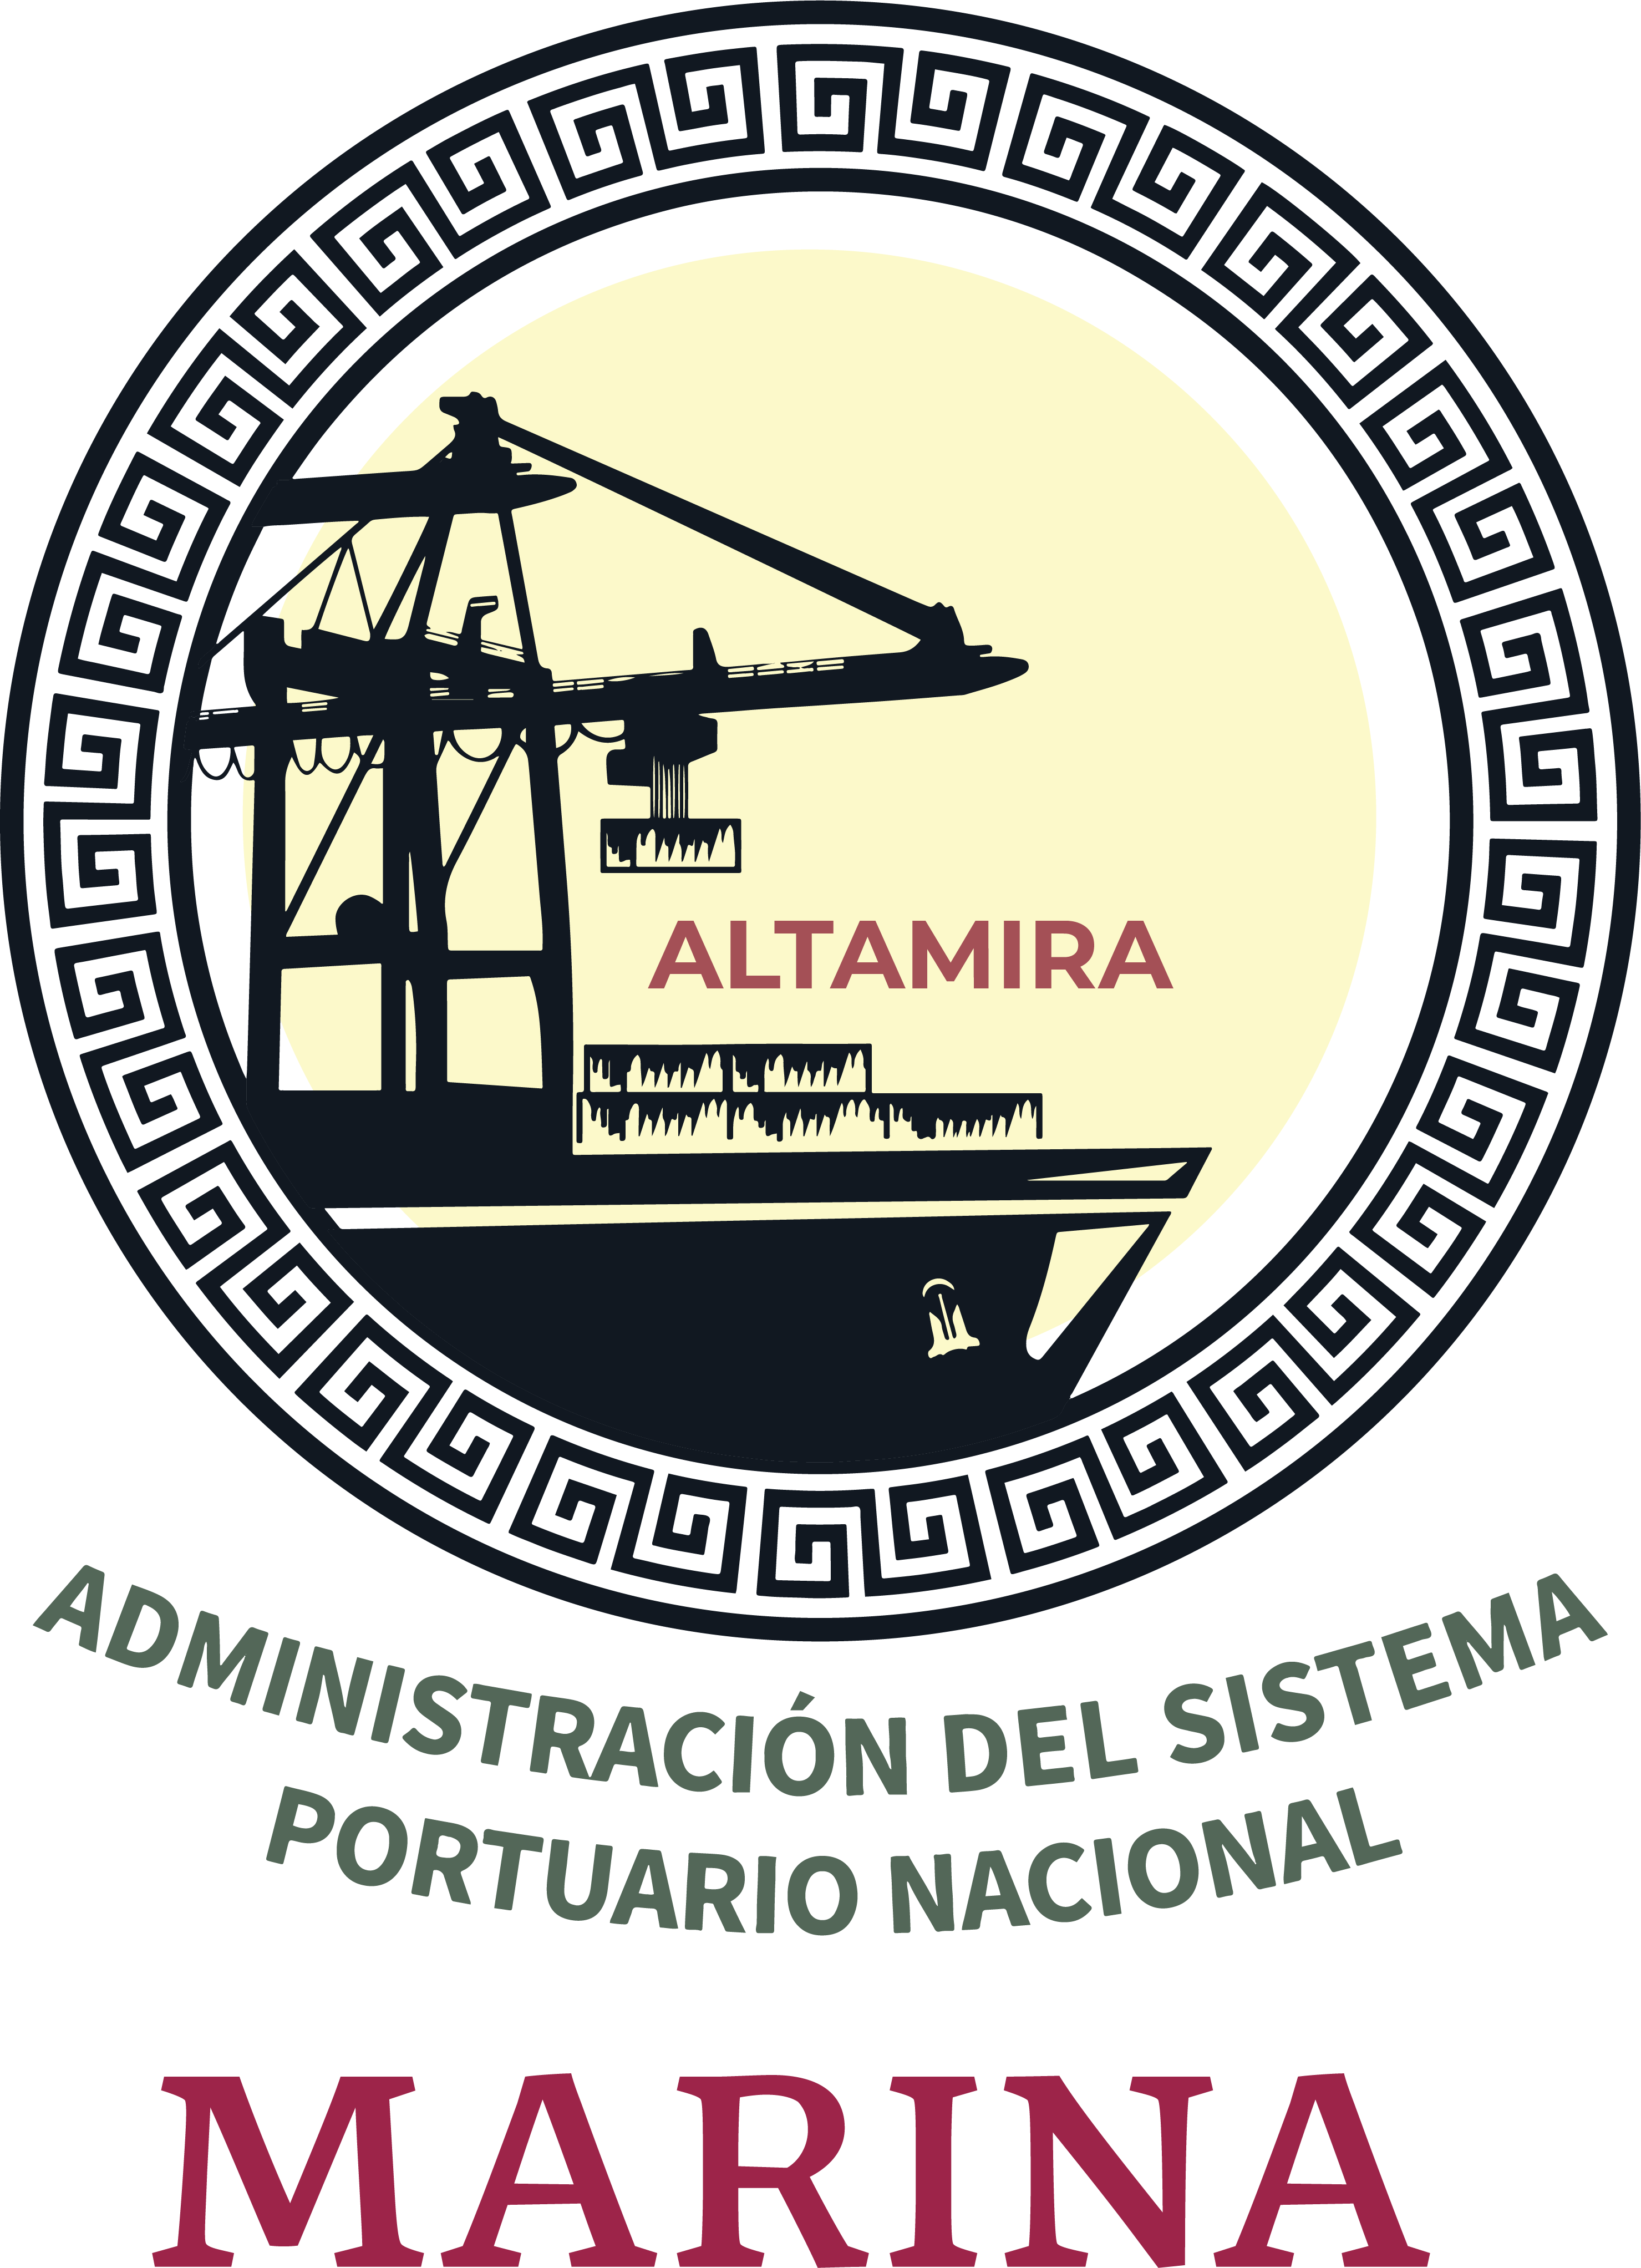 ALTAMIRA
ADMINISTRACIÓN DEL SISTEMA
PORTUARIO NACIONAL
MARINA